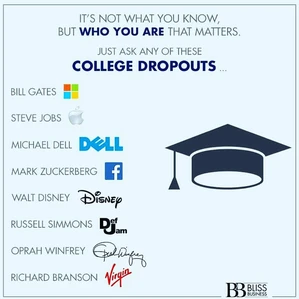 IT'S NOT WHAT YOU KNOW,
BUT WHO YOU ARE THAT MATTERS.
JUST ASK ANY OF THESE
COLLEGE DROPOUTS ...
BILL GATES
STEVE JOBS
MICHAEL DELL DELL
MARK ZUCKERBERG f
WALT DISNEY Disney
RUSSELL SIMMONS Def Jam
OPRAH WINFREY Oprah Winfrey
RICHARD BRANSON Virgin
BB BLISS
BUSINESS